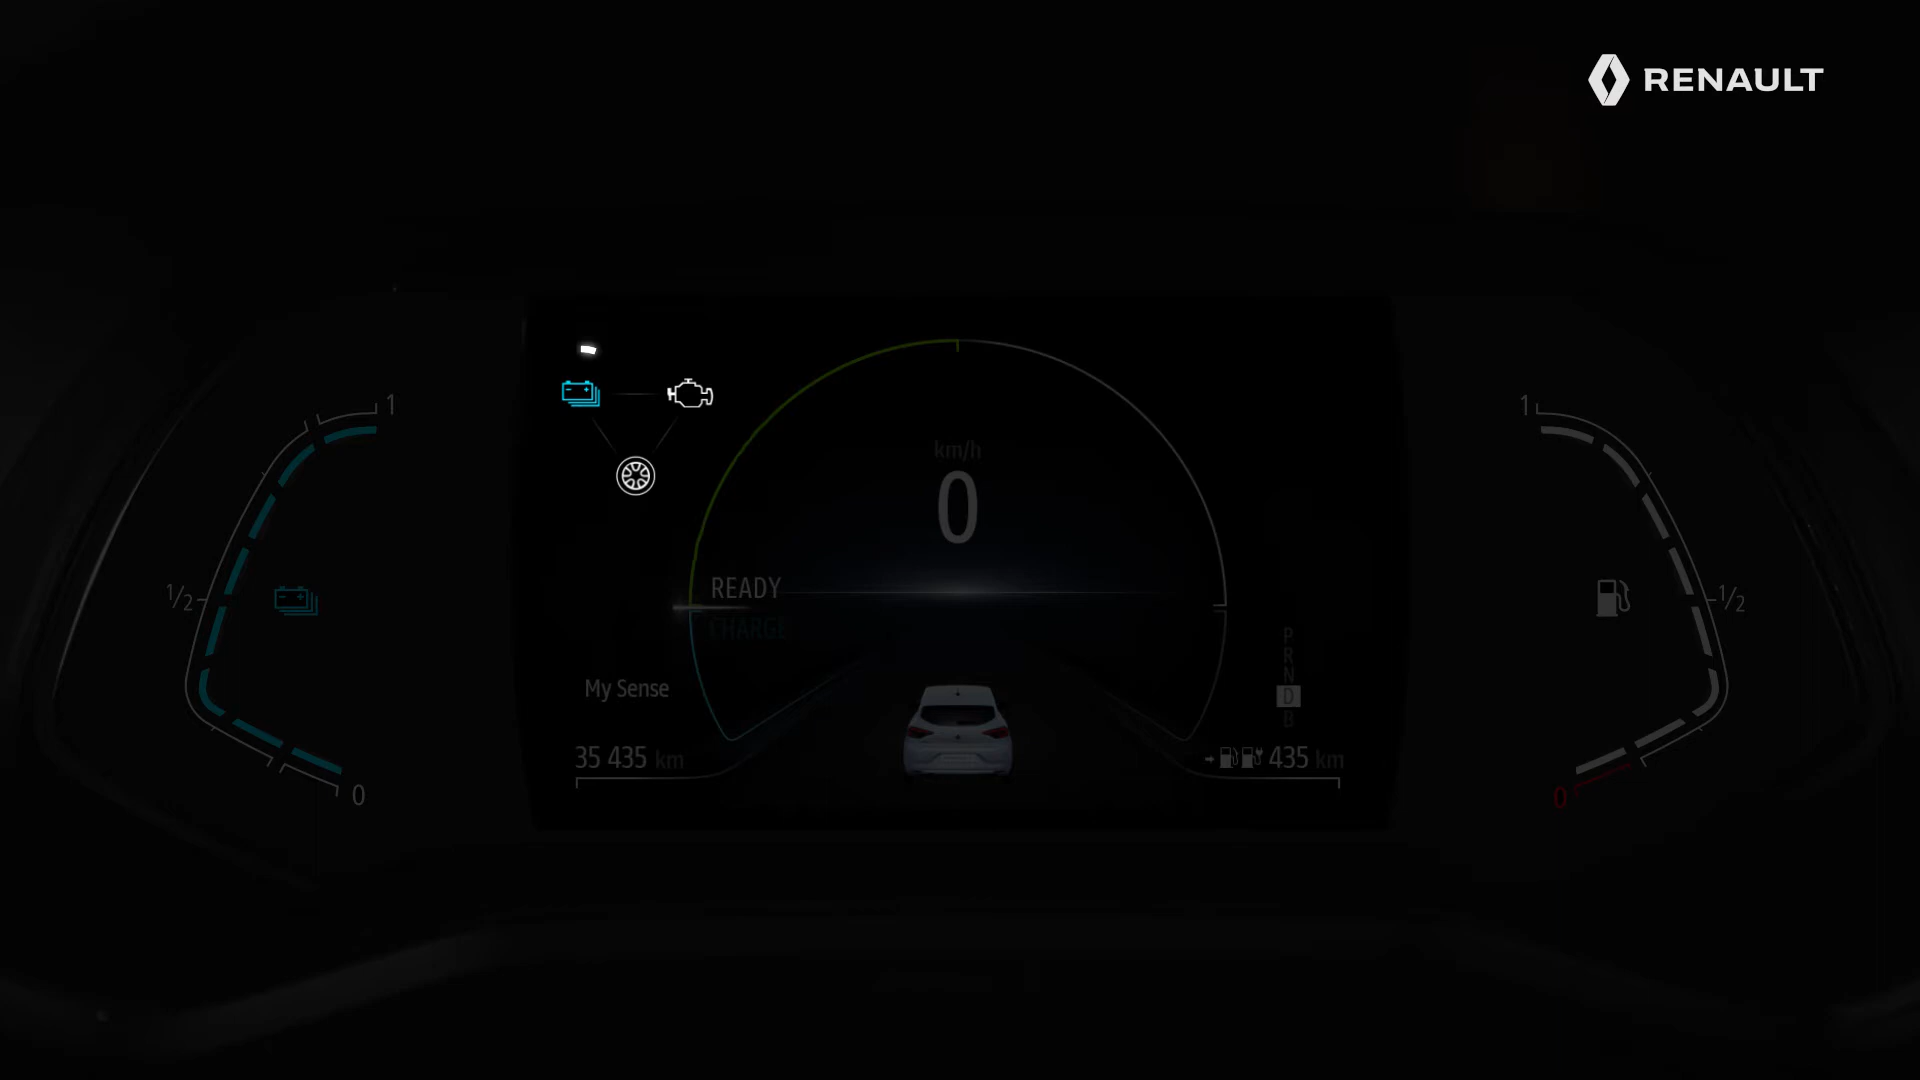 RENAULT
1
1/2
0
km/h
0
READY
CHARGE
My Sense
35 435 km
P
R
N
D
B
435 km
1
1/2
0